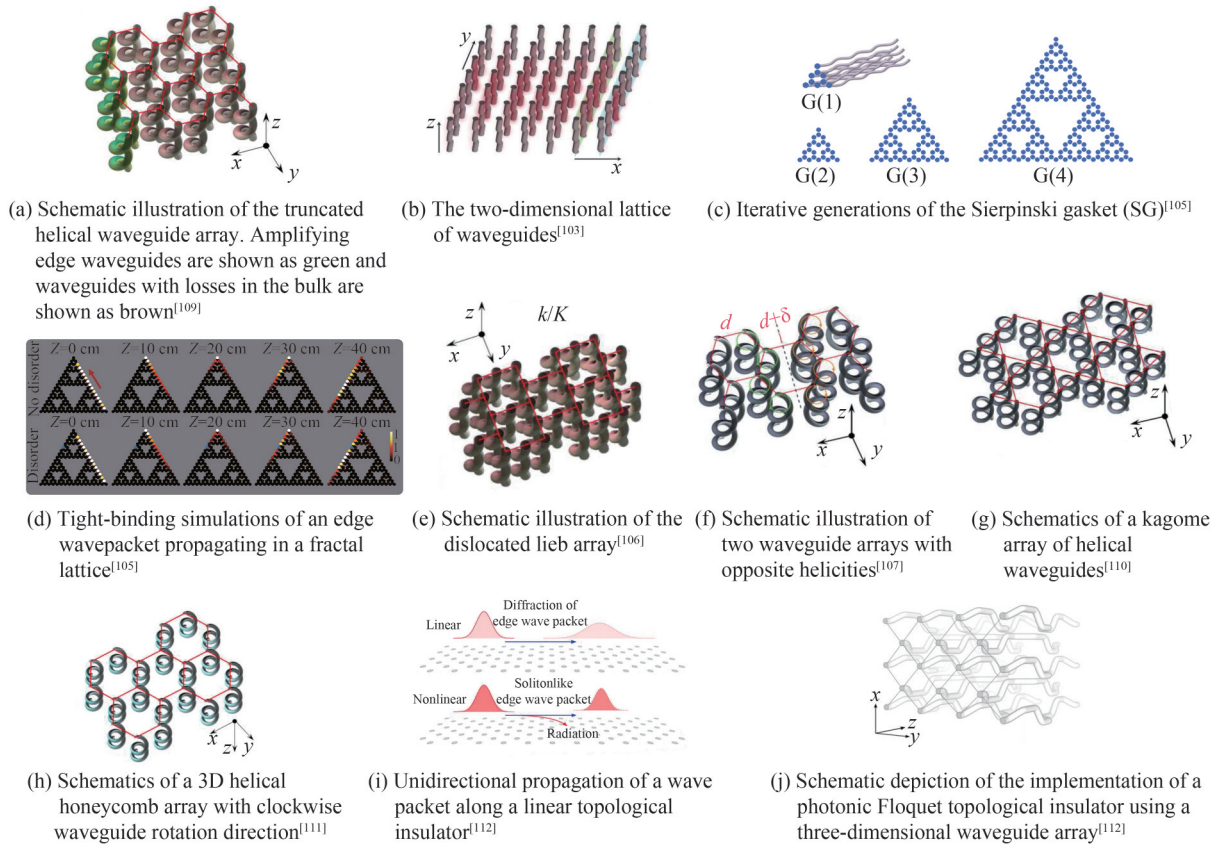 z
x
y
(a) Schematic illustration of the truncated
helical waveguide array. Amplifying
edge waveguides are shown as green and
waveguides with losses in the bulk are
shown as brown[109]
y
z
x
(b) The two-dimensional lattice
of waveguides[103]
G(1)
G(2)
G(3)
G(4)
(c) Iterative generations of the Sierpinski gasket (SG)[105]
No disorder
Z=0 cm Z=10 cm Z=20 cm Z=30 cm Z=40 cm
Disorder
Z=0 cm Z=10 cm Z=20 cm Z=30 cm Z=40 cm
1
I
0
(d) Tight-binding simulations of an edge
wavepacket propagating in a fractal
lattice[105]
z
x
y
k/K
(e) Schematic illustration of the
dislocated lieb array[106]
d
d+δ
z
x
y
(f) Schematic illustration of
two waveguide arrays with
opposite helicities[107]
z
x
y
(g) Schematics of a kagome
array of helical
waveguides[110]
x
z
y
(h) Schematics of a 3D helical
honeycomb array with clockwise
waveguide rotation direction[111]
Linear
Diffraction of
edge wave packet
Nonlinear
Solitonlike
edge wave packet
Radiation
(i) Unidirectional propagation of a wave
packet along a linear topological
insulator[112]
x
z
y
(j) Schematic depiction of the implementation of a
photonic Floquet topological insulator using a
three-dimensional waveguide array[112]